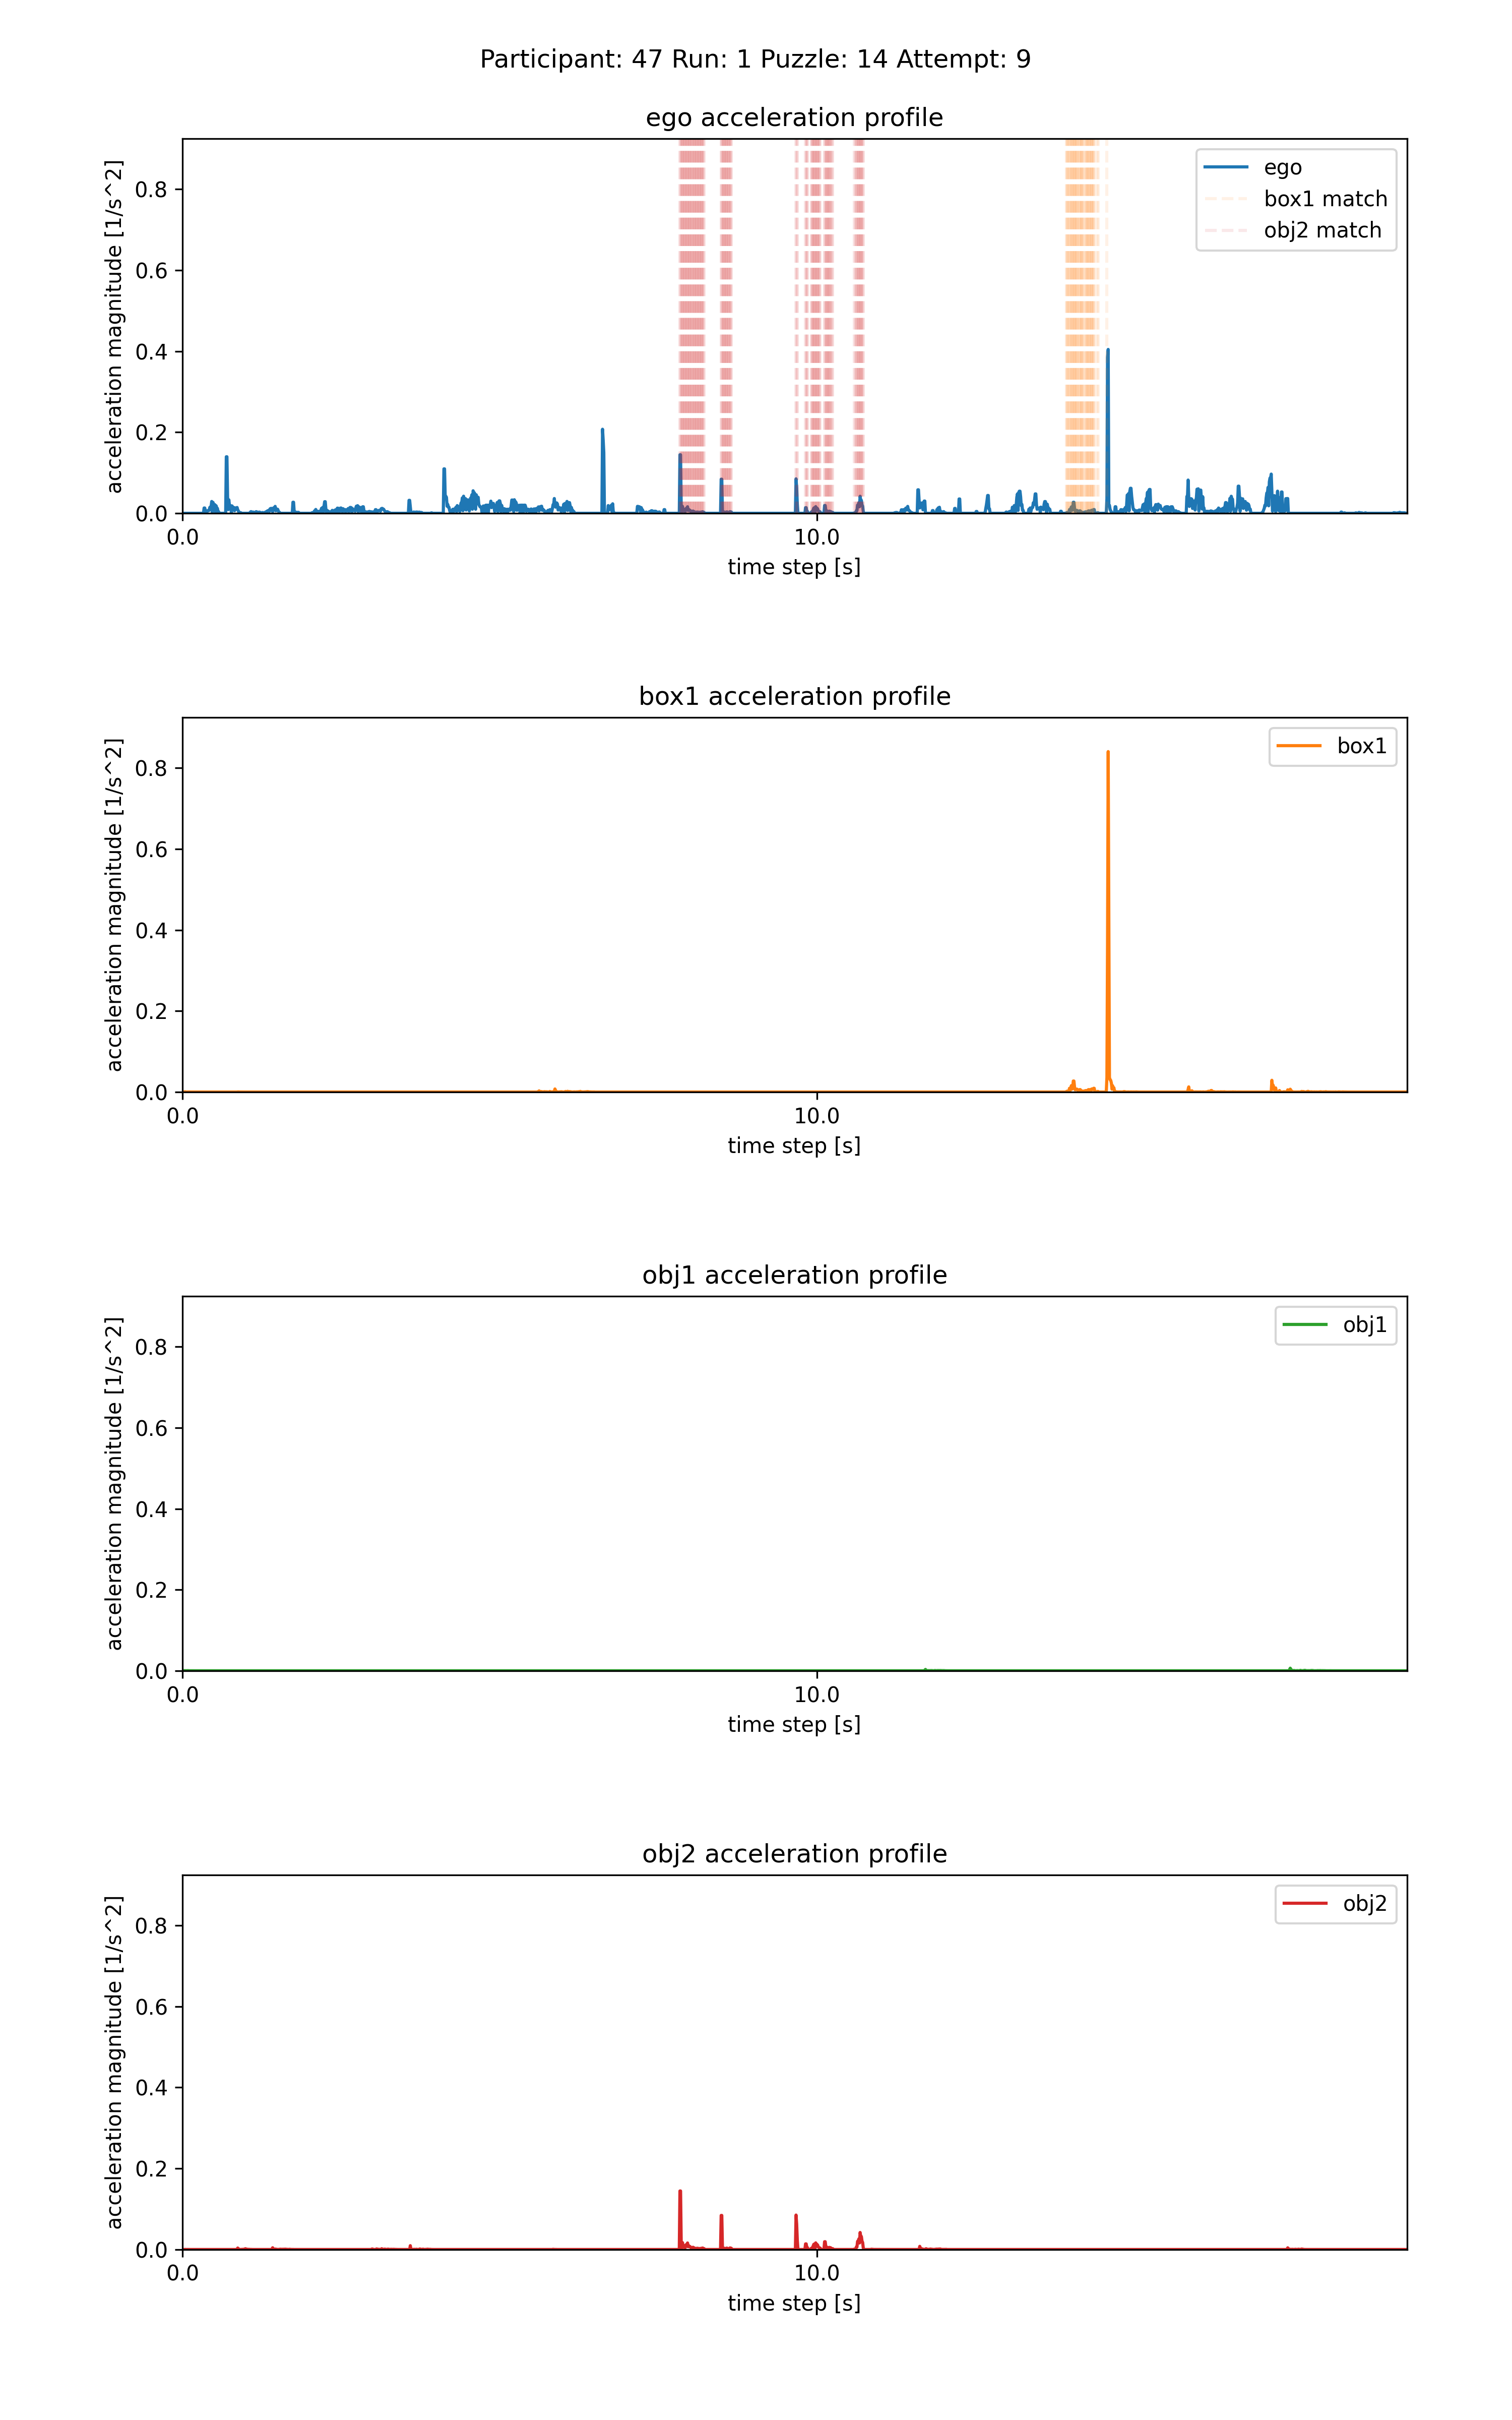 Participant: 47 Run: 1 Puzzle: 14 Attempt: 9
ego acceleration profile
acceleration magnitude [1/s^2]
0.8
0.6
0.4
0.2
0.0
ego
box1 match
obj2 match
0.0
10.0
time step [s]
box1 acceleration profile
acceleration magnitude [1/s^2]
0.8
0.6
0.4
0.2
0.0
box1
0.0
10.0
time step [s]
obj1 acceleration profile
acceleration magnitude [1/s^2]
0.8
0.6
0.4
0.2
0.0
obj1
0.0
10.0
time step [s]
obj2 acceleration profile
acceleration magnitude [1/s^2]
0.8
0.6
0.4
0.2
0.0
obj2
0.0
10.0
time step [s]